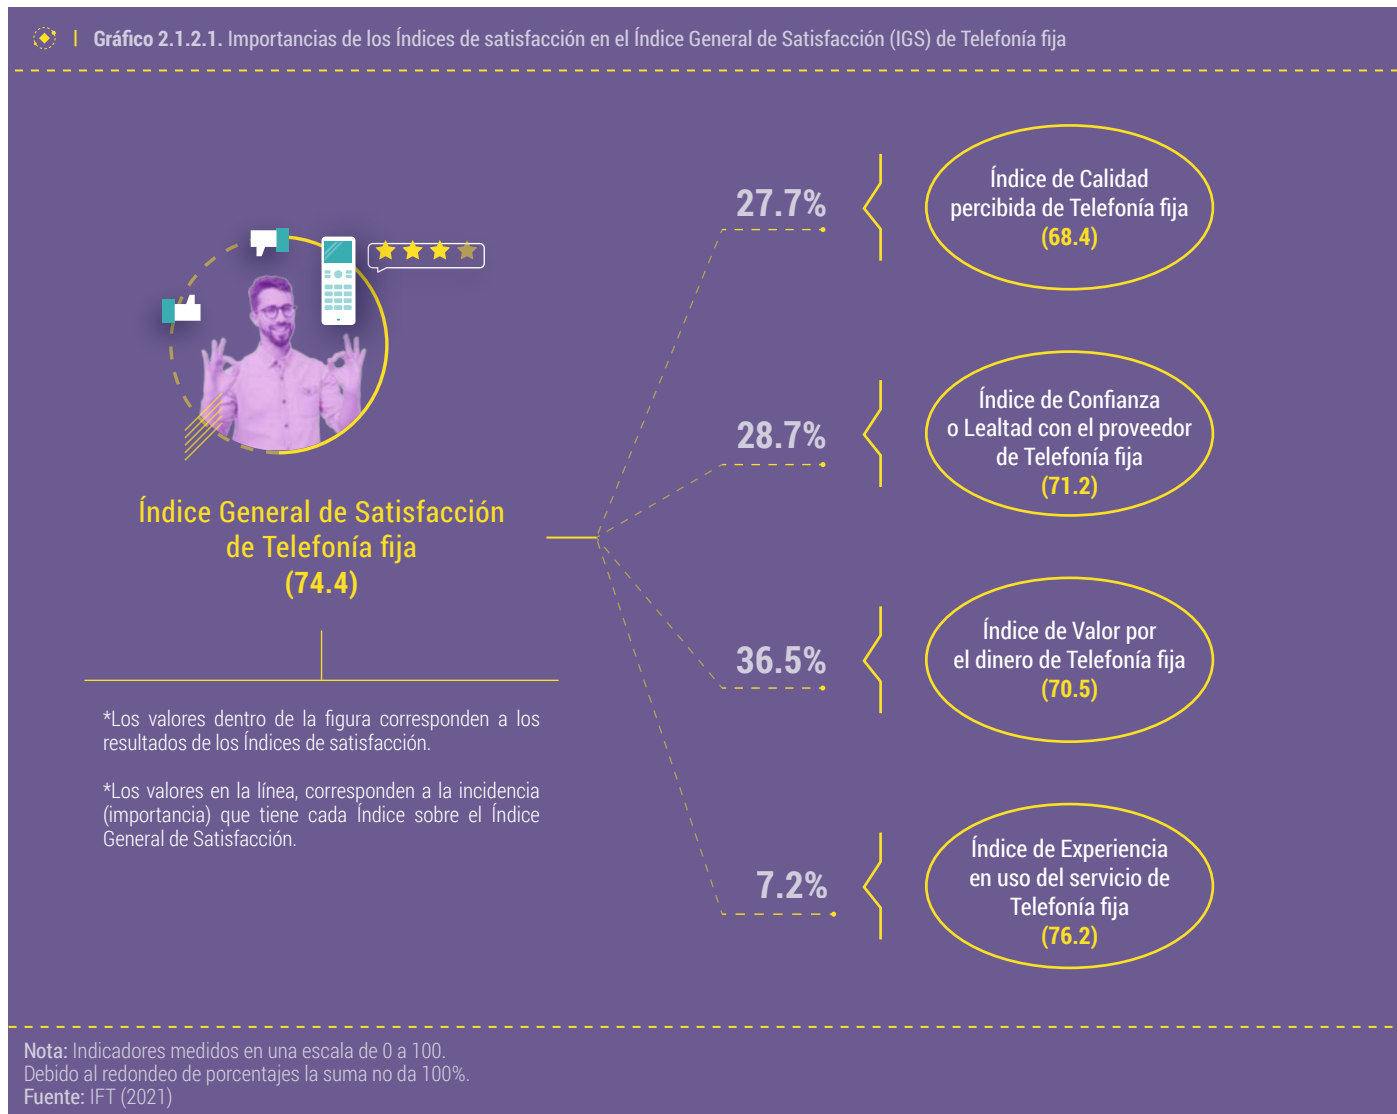 Gráfico 2.1.2.1. Importancias de los Índices de satisfacción en el Índice General de Satisfacción (IGS) de Telefonía fija
Índice General de Satisfacción
de Telefonía fija
(74.4)
*Los valores dentro de la figura corresponden a los
resultados de los Índices de satisfacción.
*Los valores en la línea, corresponden a la incidencia
(importancia) que tiene cada Índice sobre el Índice
General de Satisfacción.
27.7%
Índice de Calidad
percibida de Telefonía fija
(68.4)
28.7%
Índice de Confianza
o Lealtad con el proveedor
de Telefonía fija
(71.2)
36.5%
Índice de Valor por
el dinero de Telefonía fija
(70.5)
7.2%
Índice de Experiencia
en uso del servicio de
Telefonía fija
(76.2)
Nota: Indicadores medidos en una escala de 0 a 100.
Debido al redondeo de porcentajes la suma no da 100%.
Fuente: IFT (2021)